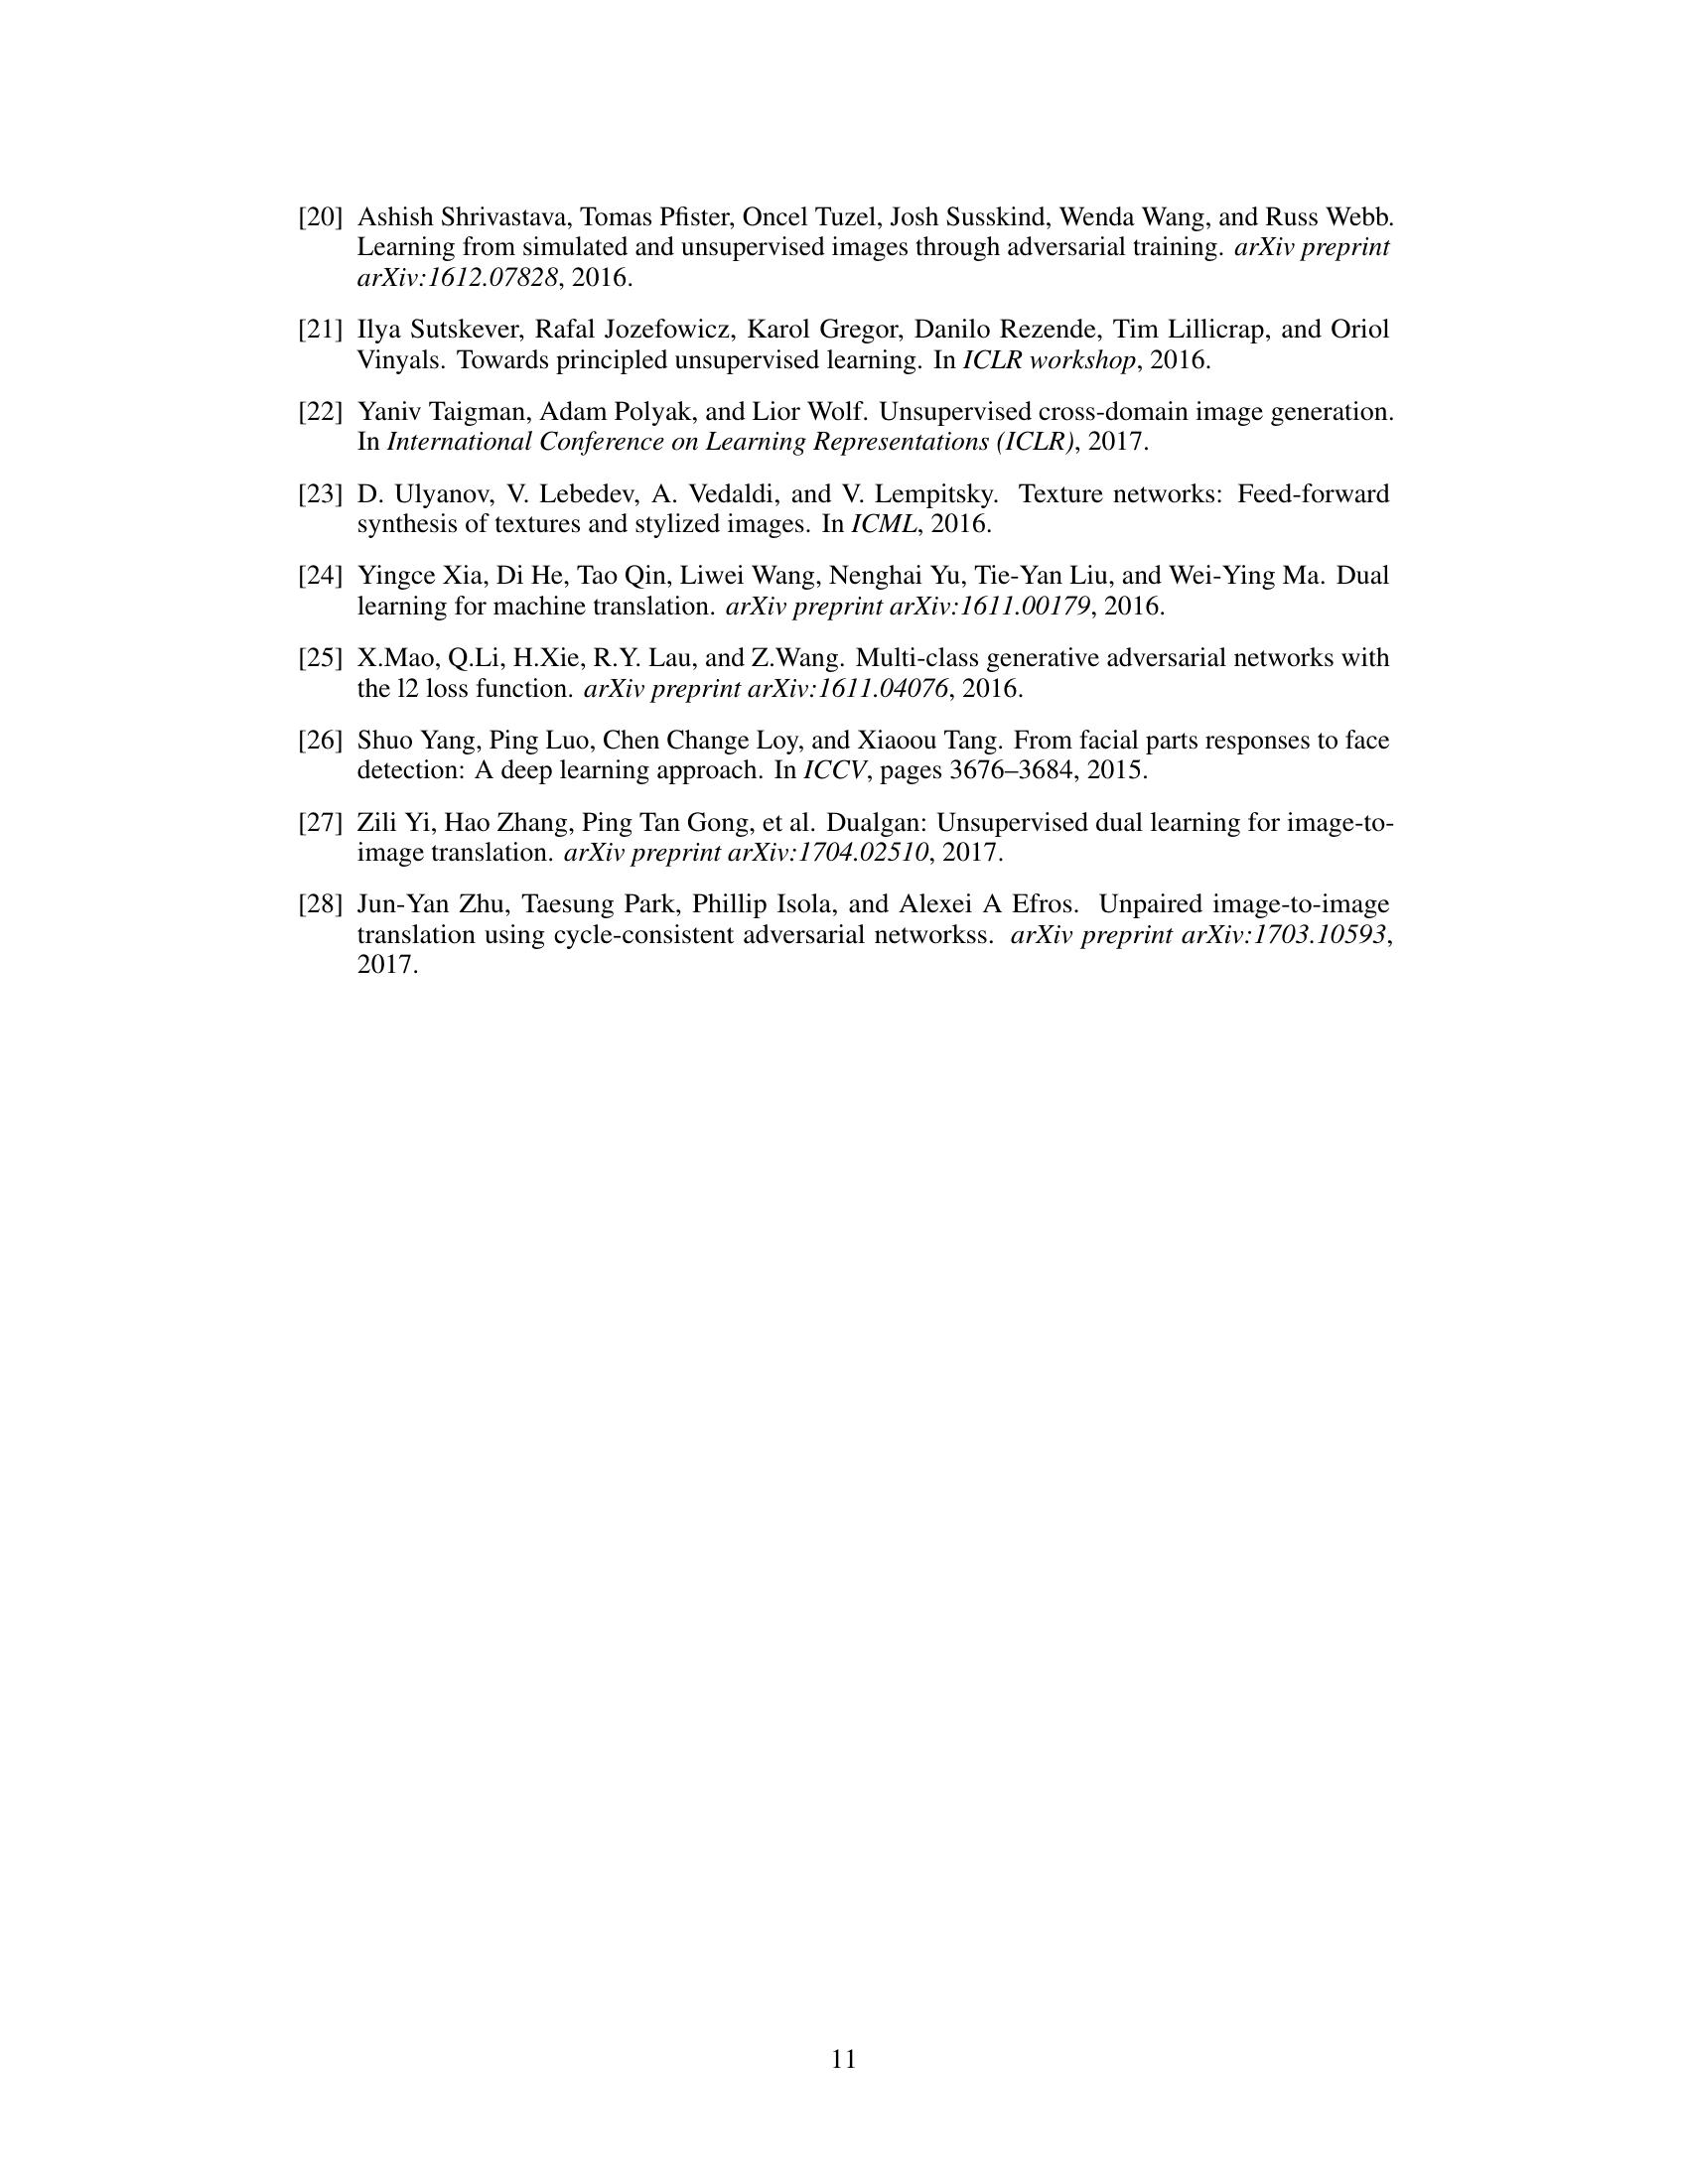 [20] Ashish Shrivastava, Tomas Pfister, Oncel Tuzel, Josh Susskind, Wenda Wang, and Russ Webb.
Learning from simulated and unsupervised images through adversarial training. arXiv preprint
arXiv:1612.07828, 2016.
[21] Ilya Sutskever, Rafal Jozefowicz, Karol Gregor, Danilo Rezende, Tim Lillicrap, and Oriol
Vinyals. Towards principled unsupervised learning. In ICLR workshop, 2016.
[22] Yaniv Taigman, Adam Polyak, and Lior Wolf. Unsupervised cross-domain image generation.
In International Conference on Learning Representations (ICLR), 2017.
[23] D. Ulyanov, V. Lebedev, A. Vedaldi, and V. Lempitsky. Texture networks: Feed-forward
synthesis of textures and stylized images. In ICML, 2016.
[24] Yingce Xia, Di He, Tao Qin, Liwei Wang, Nenghai Yu, Tie-Yan Liu, and Wei-Ying Ma. Dual
learning for machine translation. arXiv preprint arXiv:1611.00179, 2016.
[25] X.Mao, Q.Li, H.Xie, R.Y. Lau, and Z.Wang. Multi-class generative adversarial networks with
the l2 loss function. arXiv preprint arXiv:1611.04076, 2016.
[26] Shuo Yang, Ping Luo, Chen Change Loy, and Xiaoou Tang. From facial parts responses to face
detection: A deep learning approach. In ICCV, pages 3676–3684, 2015.
[27] Zili Yi, Hao Zhang, Ping Tan Gong, et al. Dualgan: Unsupervised dual learning for image-to-
image translation. arXiv preprint arXiv:1704.02510, 2017.
[28] Jun-Yan Zhu, Taesung Park, Phillip Isola, and Alexei A Efros. Unpaired image-to-image
translation using cycle-consistent adversarial networkss. arXiv preprint arXiv:1703.10593,
2017.
11